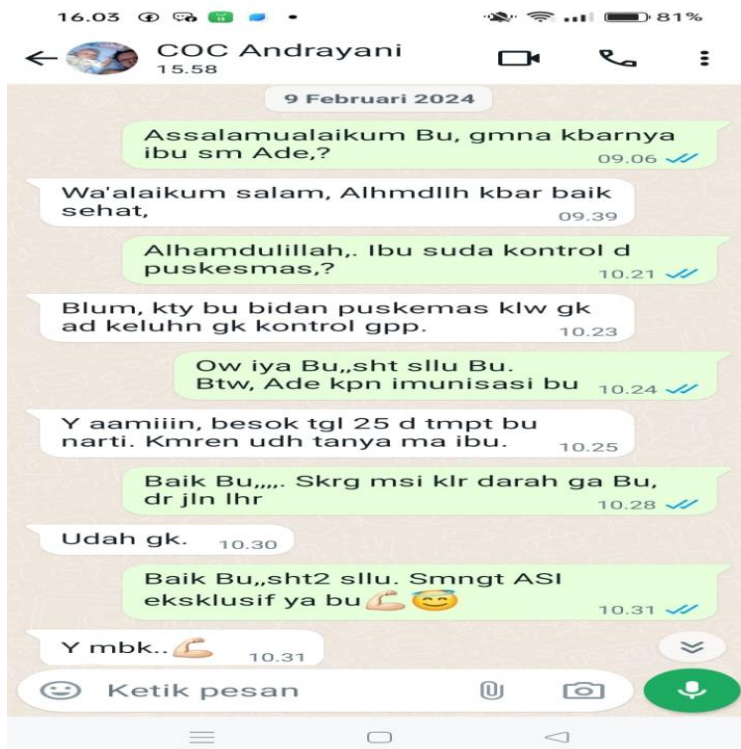 16.03
81%
COC Andrayani
15.58
9 Februari 2024
Assalamualaikum Bu, gmna kbarnya
ibu sm Ade,?
09.06
Wa'alaikum salam, Alhmdllh kbar baik
sehat,
09.39
Alhamdulillah,. Ibu suda kontrol d
puskesmas,?
10.21
Blum, kty bu bidan puskemas klw gk
ad keluhn gk kontrol gpp.
10.23
Ow iya Bu,,sht sllu Bu.
Btw, Ade kpn imunisasi bu
10.24
Y aamiiin, besok tgl 25 d tmpt bu
narti. Kmren udh tanya ma ibu.
10.25
Baik Bu,,,,. Skrg msi klr darah ga Bu,
dr jln lhr
10.28
Udah gk.
10.30
Baik Bu,,sht2 sllu. Smngt ASI
eksklusif ya bu💪🏻😇
10.31
Y mbk..💪🏻
10.31
Ketik pesan